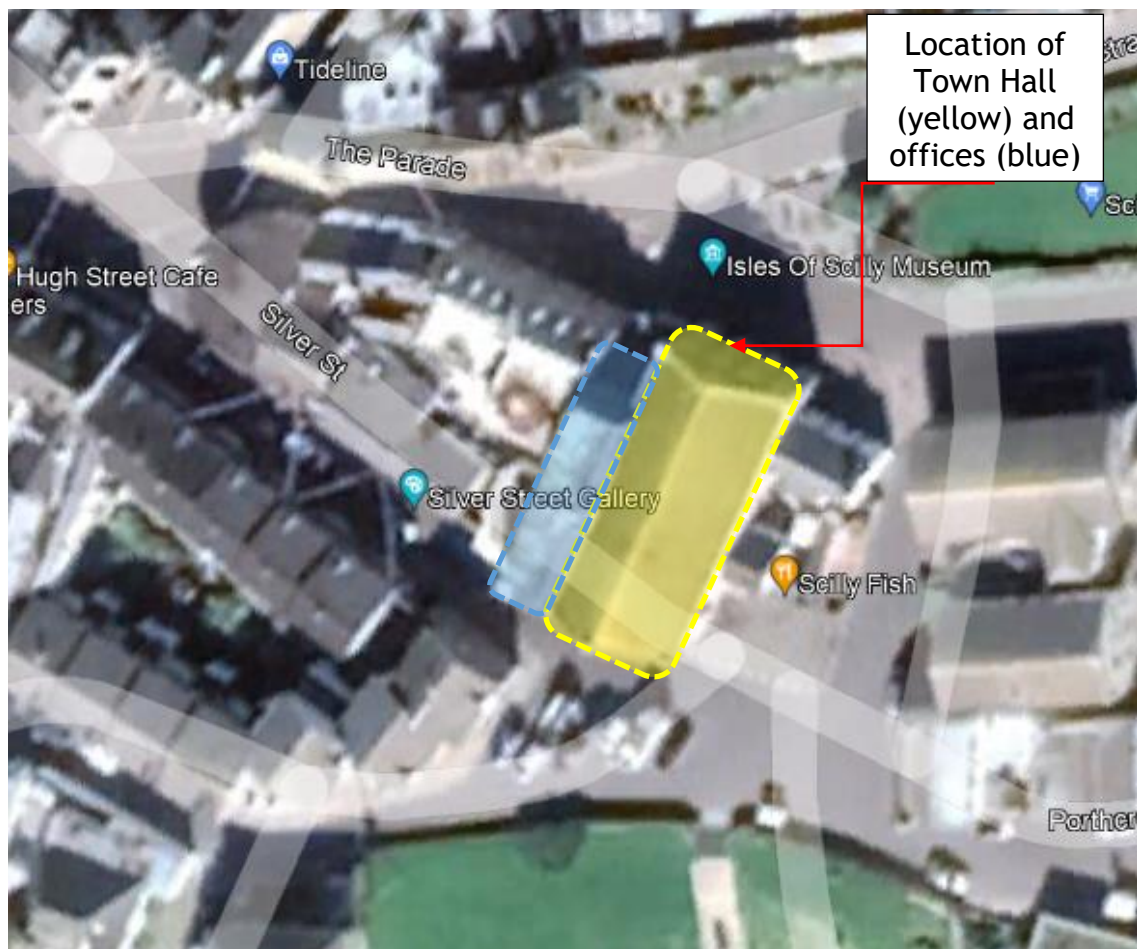 Location of
Town Hall
(yellow) and
offices (blue)
Tideline
The Parade
Isles Of Scilly Museum
Hugh Street Cafe
ers
Silver St
Silver Street Gallery
Scilly Fish